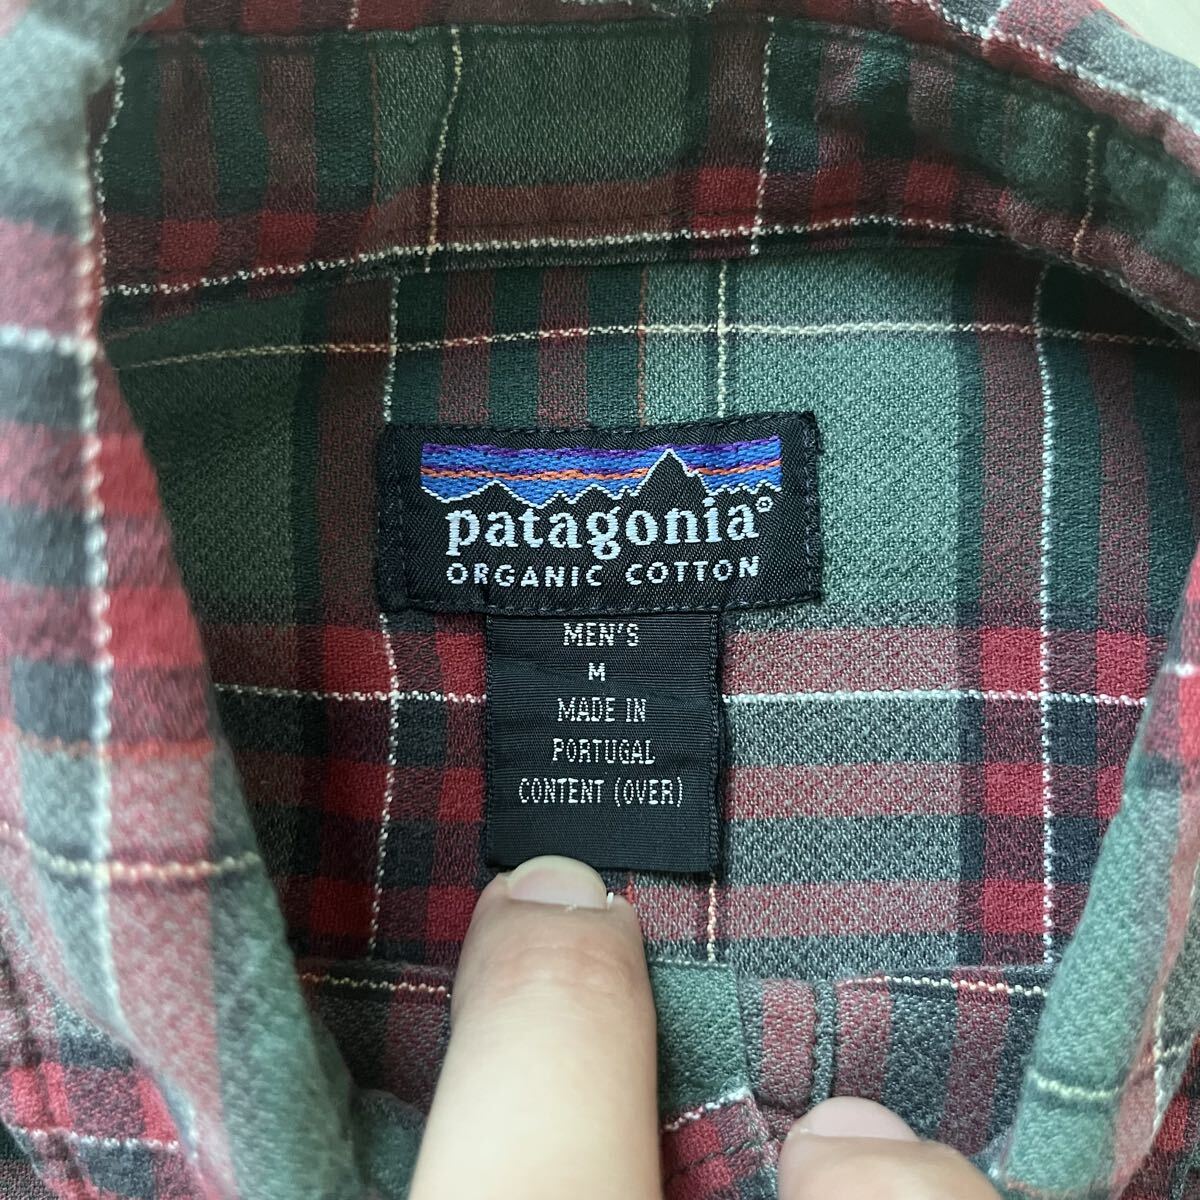 patagonia®
ORGANIC COTTON
MEN'S
M
MADE IN
PORTUGAL
CONTENT (OVER)